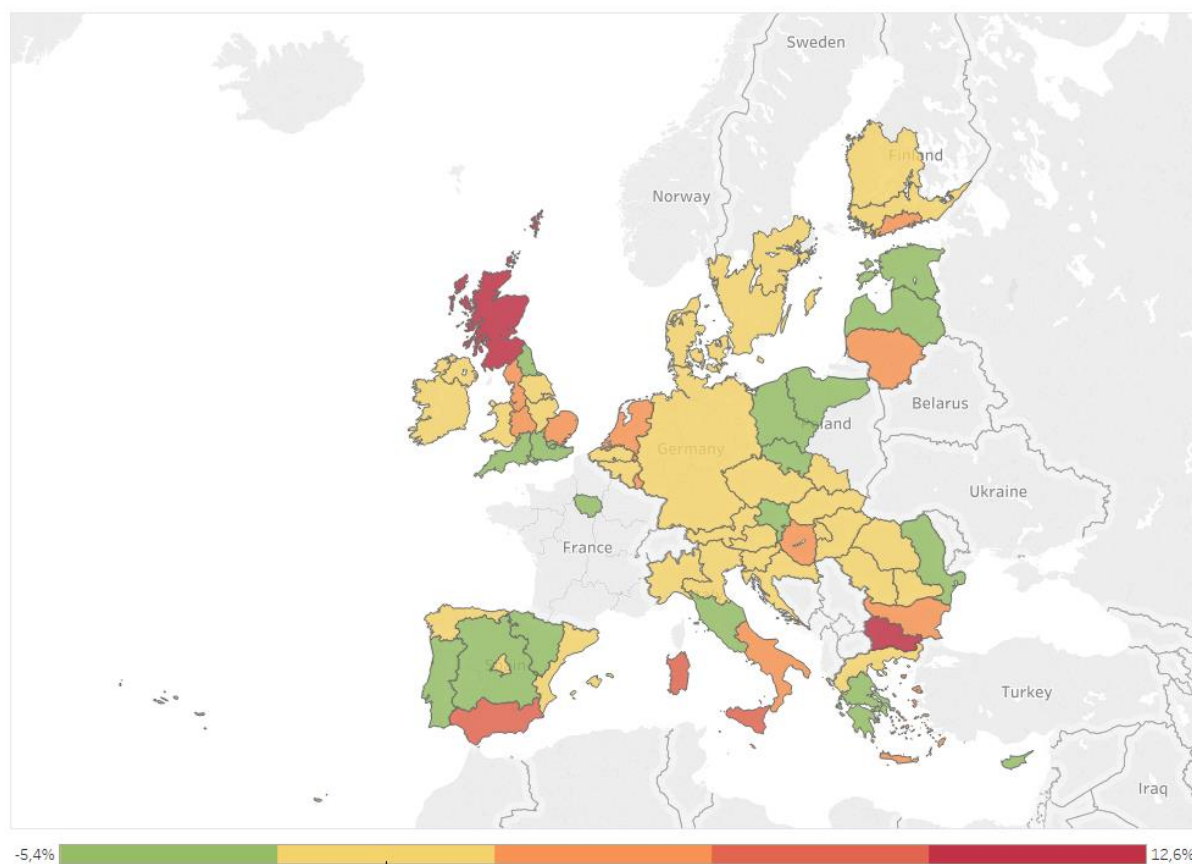 Sweden
Finland
Norway
Belarus
Poland
Germany
Ukraine
France
Spain
Turkey
Iraq
-5,4%
12,6%